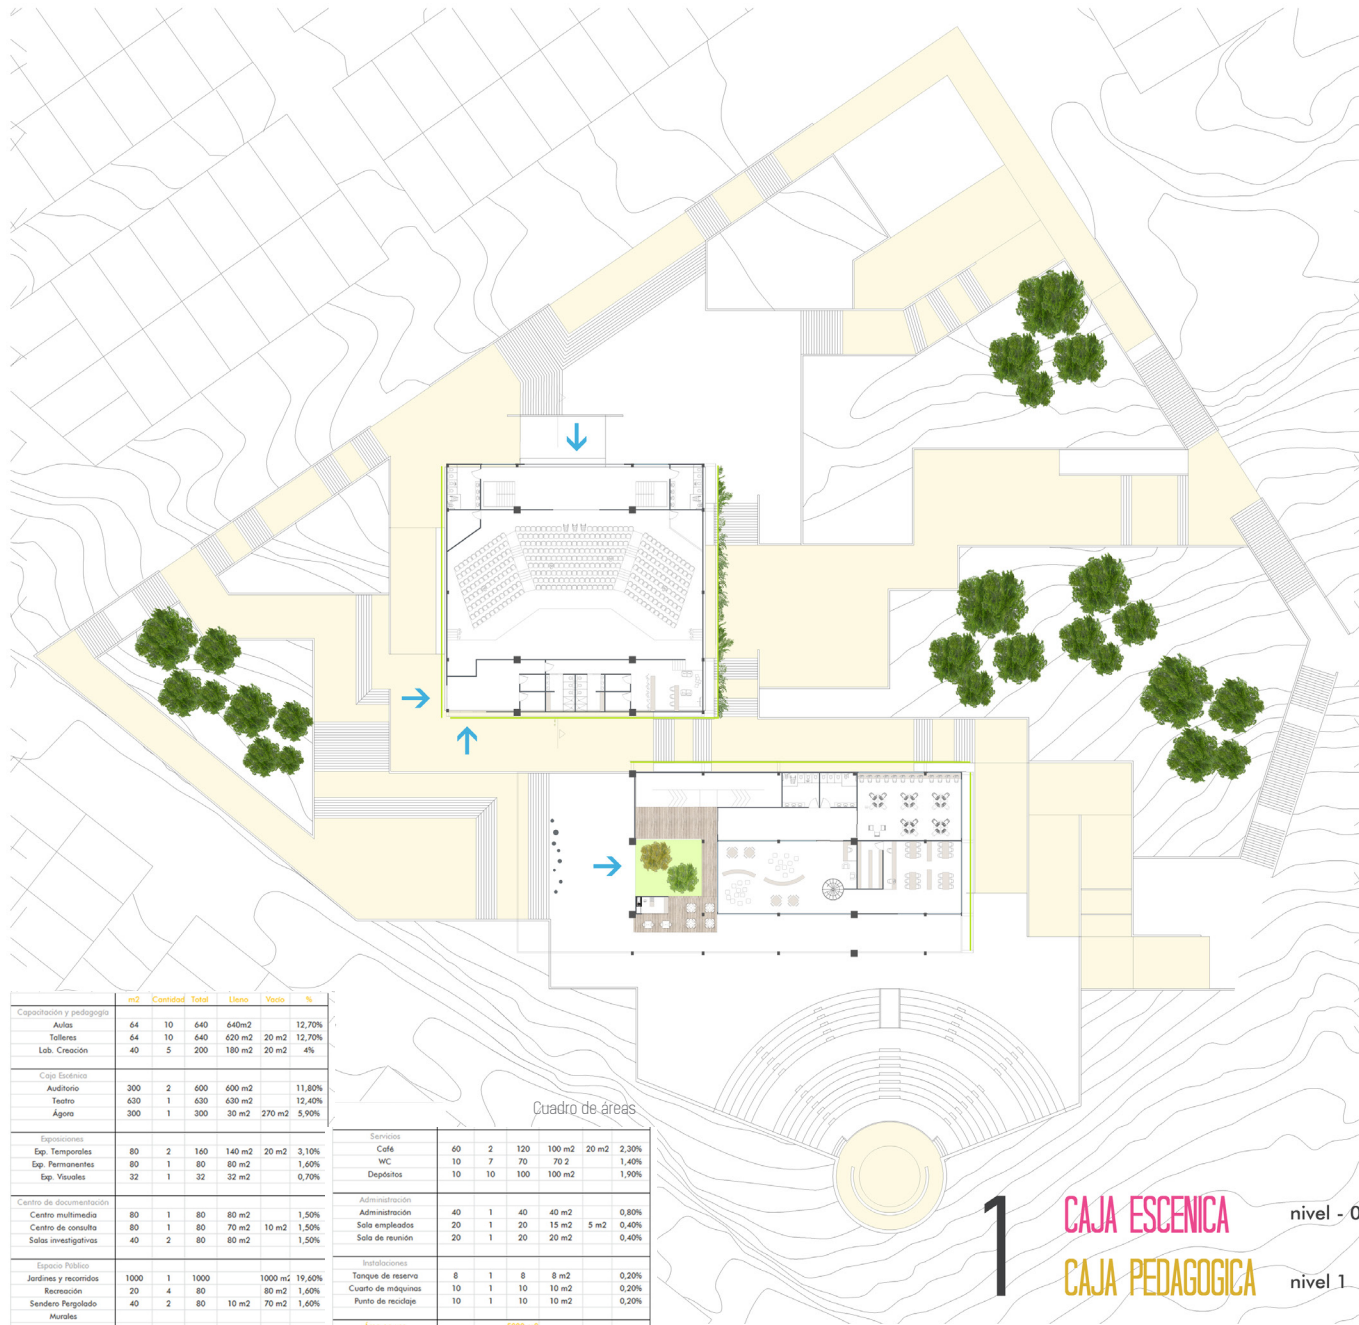 m2 Cantidad Total Lleno Vacio %
Capacitación y pedagogía
Aulas 64 10 640 640m2 12,70%
Talleres 64 10 640 620 m2 20 m2 12,70%
Lab. Creación 40 5 200 180 m2 20 m2 4%
Caja Escénica
Auditorio 300 2 600 600 m2 11,80%
Teatro 630 1 630 630 m2 12,40%
Ágora 300 1 300 30 m2 270 m2 5,90%
Exposiciones
Exp. Temporales 80 2 160 140 m2 20 m2 3,10%
Exp. Permanentes 80 1 80 80 m2 1,60%
Exp. Visuales 32 1 32 32 m2 0,70%
Centro de documentación
Centro multimedia 80 1 80 80 m2 1,50%
Centro de consulta 80 1 80 70 m2 10 m2 1,50%
Salas investigativas 40 2 80 80 m2 1,50%
Espacio Público
Jardines y recorridos 1000 1 1000 1000 m2 19,60%
Recreación 20 4 80 80 m2 1,60%
Sendero Pergolado 40 2 80 10 m2 70 m2 1,60%
Murales
Cuadro de áreas
Servicios
Café 60 2 120 100 m2 20 m2 2,30%
WC 10 7 70 70 2 1,40%
Depósitos 10 10 100 100 m2 1,90%
Administración
Administración 40 1 40 40 m2 0,80%
Sala empleados 20 1 20 15 m2 5 m2 0,40%
Sala de reunión 20 1 20 20 m2 0,40%
Instalaciones
Tanque de reserva 8 1 8 8 m2 0,20%
Cuarto de máquinas 10 1 10 10 m2 0,20%
Punto de reciclaje 10 1 10 10 m2 0,20%
1
CAJA ESCENICA nivel - 0
CAJA PEDAGOGICA nivel 1